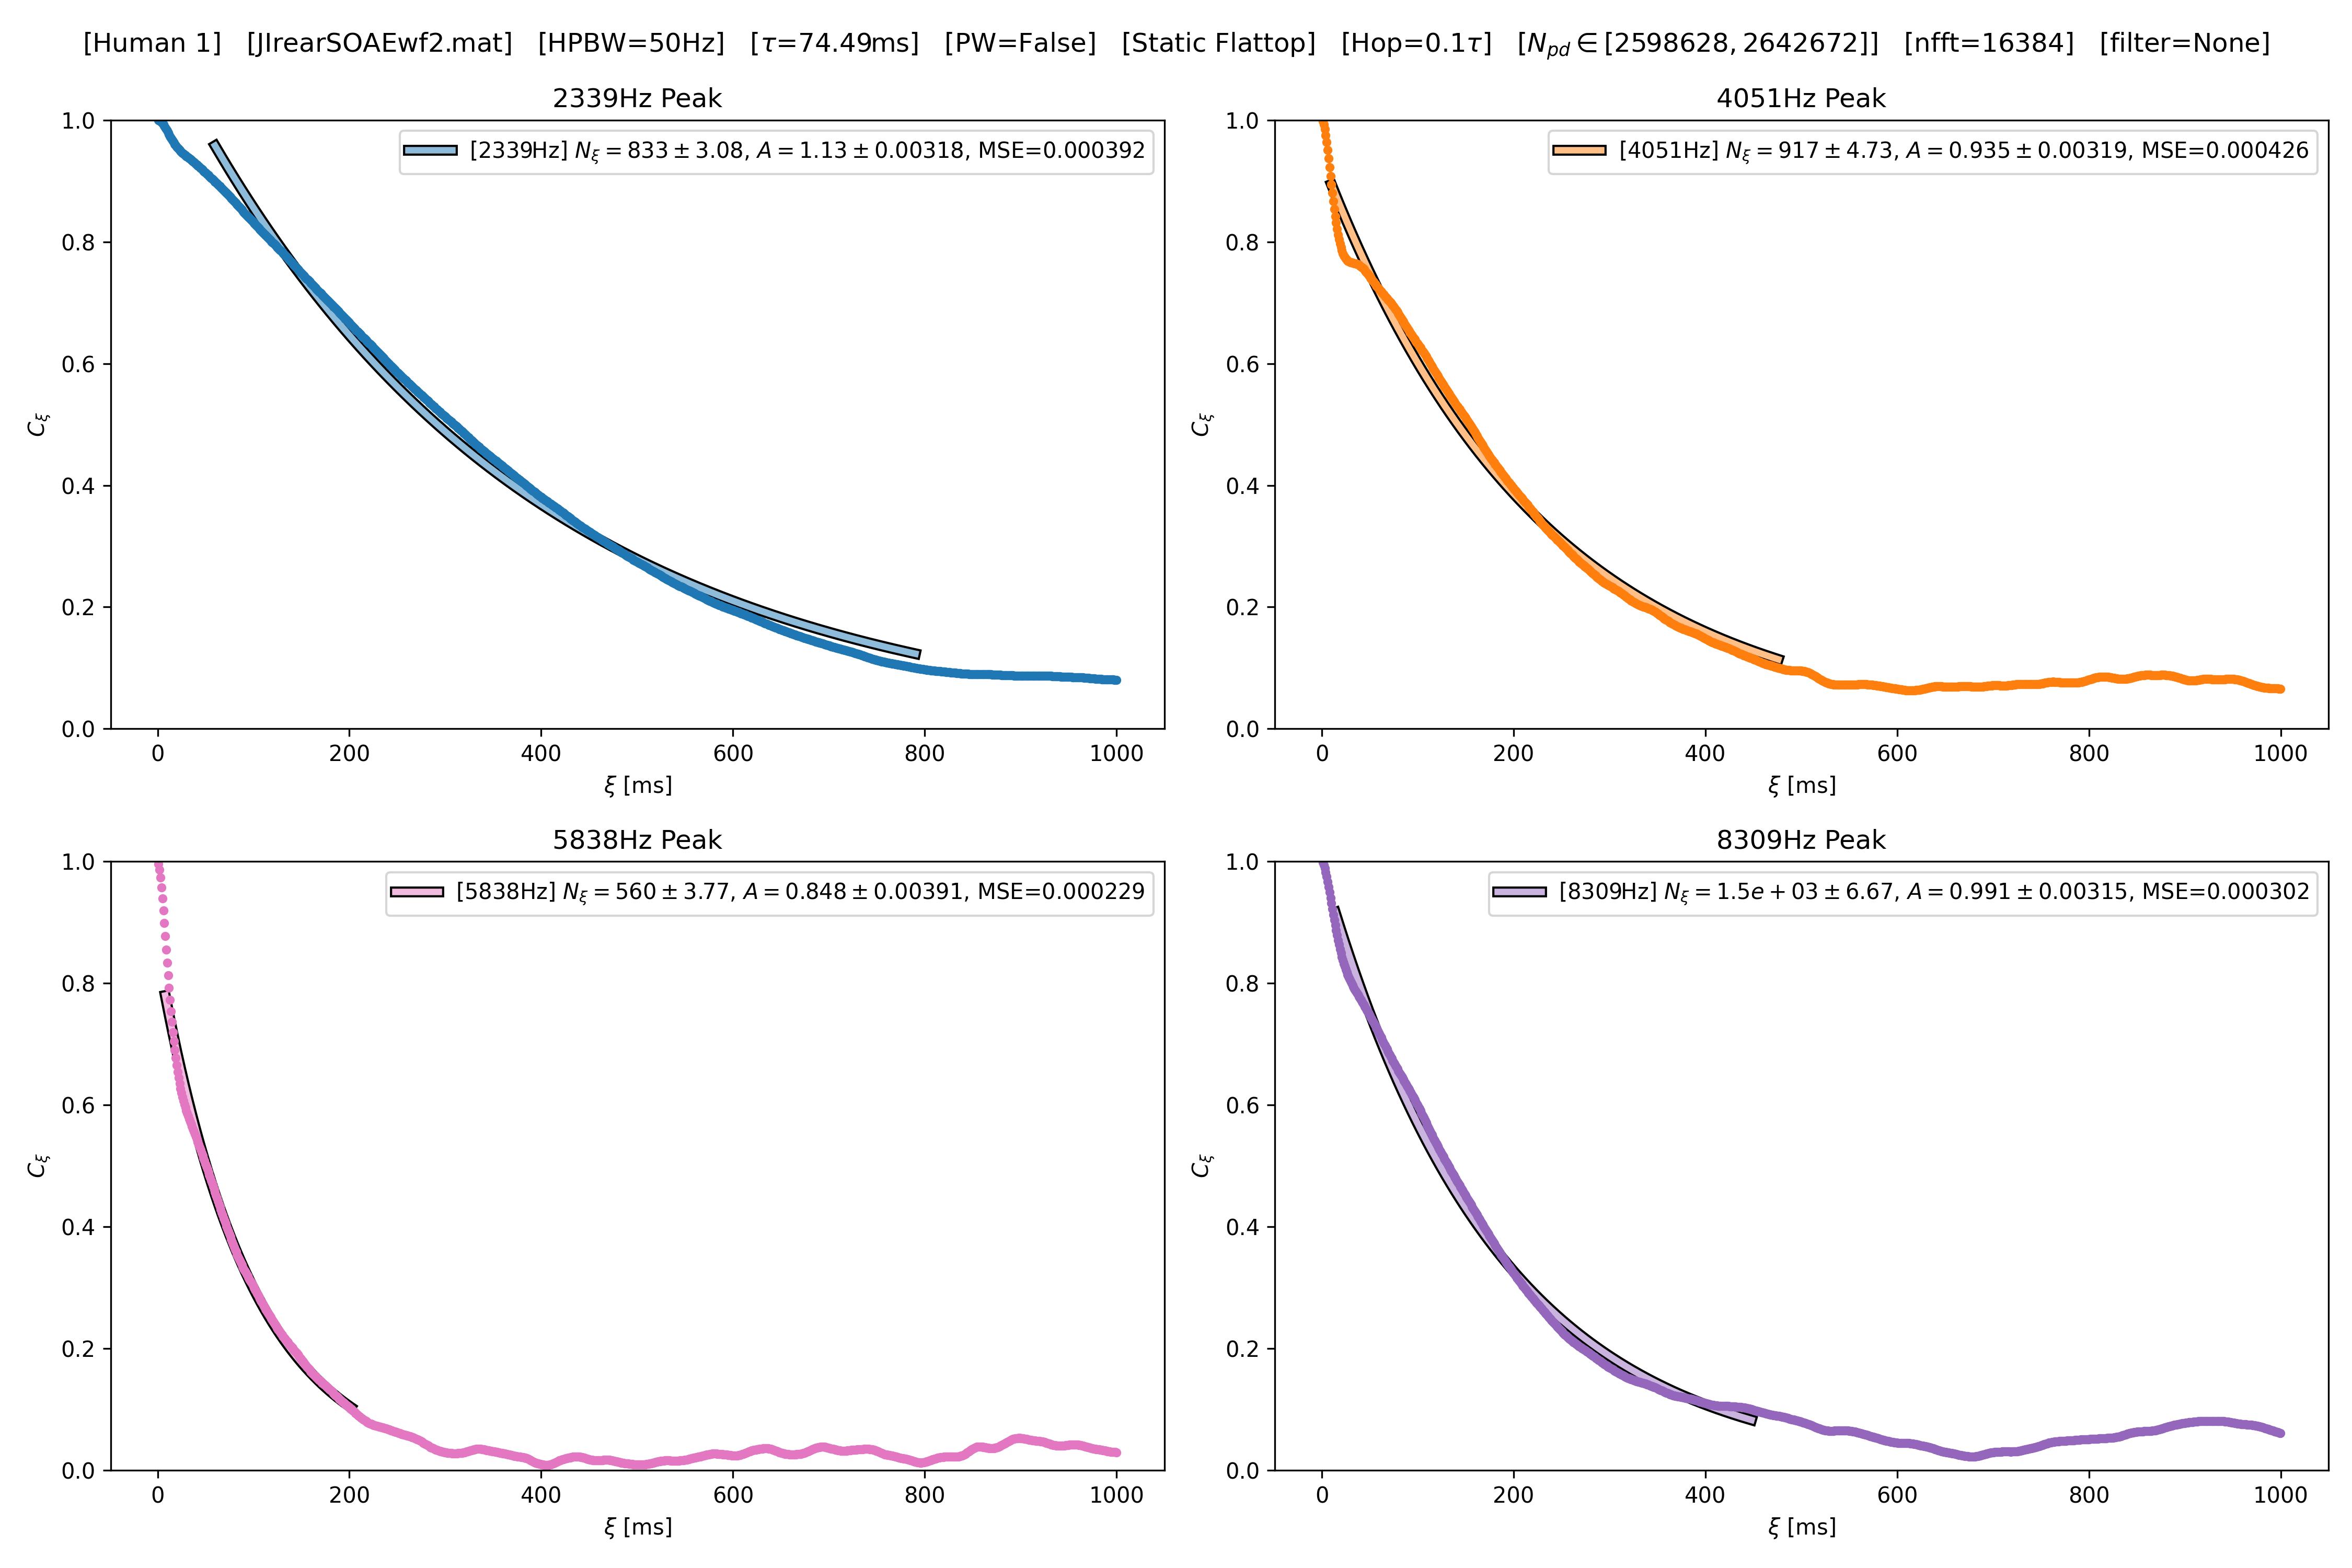 [Human 1] [JIrearSOAEwf2.mat] [HPBW=50Hz] [τ=74.49ms] [PW=False] [Static Flattop] [Hop=0.1τ] [N_{pd} ∈ [2598628, 2642672]] [nfft=16384] [filter=None]
2339Hz Peak
[2339Hz] N_ξ = 833 ± 3.08, A = 1.13 ± 0.00318, MSE=0.000392
1.0
0.8
0.6
0.4
0.2
0.0
C_ξ
0 200 400 600 800 1000
ξ [ms]
4051Hz Peak
[4051Hz] N_ξ = 917 ± 4.73, A = 0.935 ± 0.00319, MSE=0.000426
1.0
0.8
0.6
0.4
0.2
0.0
C_ξ
0 200 400 600 800 1000
ξ [ms]
5838Hz Peak
[5838Hz] N_ξ = 560 ± 3.77, A = 0.848 ± 0.00391, MSE=0.000229
1.0
0.8
0.6
0.4
0.2
0.0
C_ξ
0 200 400 600 800 1000
ξ [ms]
8309Hz Peak
[8309Hz] N_ξ = 1.5e + 03 ± 6.67, A = 0.991 ± 0.00315, MSE=0.000302
1.0
0.8
0.6
0.4
0.2
0.0
C_ξ
0 200 400 600 800 1000
ξ [ms]